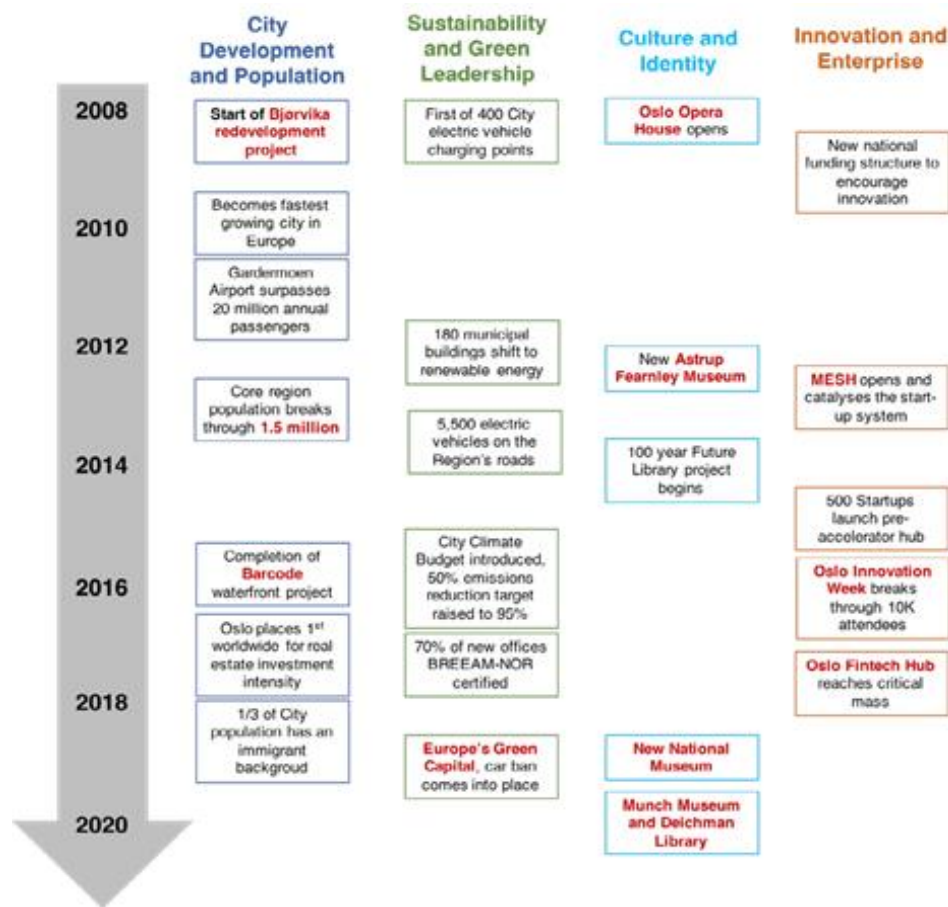 City
Development
and Population
Sustainability
and Green
Leadership
Culture and
Identity
Innovation and
Enterprise
2008
2010
2012
2014
2016
2018
2020
Start of Bjørvika
redevelopment
project
Becomes fastest
growing city in
Europe
Gardermoen
Airport surpasses
20 million annual
passengers
Core region
population breaks
through 1.5 million
Completion of
Barcode
waterfront project
Oslo places 1st
worldwide for real
estate investment
intensity
1/3 of City
population has an
immigrant
backgroud
First of 400 City
electric vehicle
charging points
180 municipal
buildings shift to
renewable energy
5,500 electric
vehicles on the
Region's roads
City Climate
Budget introduced,
50% emissions
reduction target
raised to 95%
70% of new offices
BREEAM-NOR
certified
Europe's Green
Capital, car ban
comes into place
Oslo Opera
House opens
New Astrup
Fearnley Museum
100 year Future
Library project
begins
New National
Museum
Munch Museum
and Deichman
Library
New national
funding structure to
encourage
innovation
MESH opens and
catalyses the start-
up system
500 Startups
launch pre-
accelerator hub
Oslo Innovation
Week breaks
through 10K
attendees
Oslo Fintech Hub
reaches critical
mass